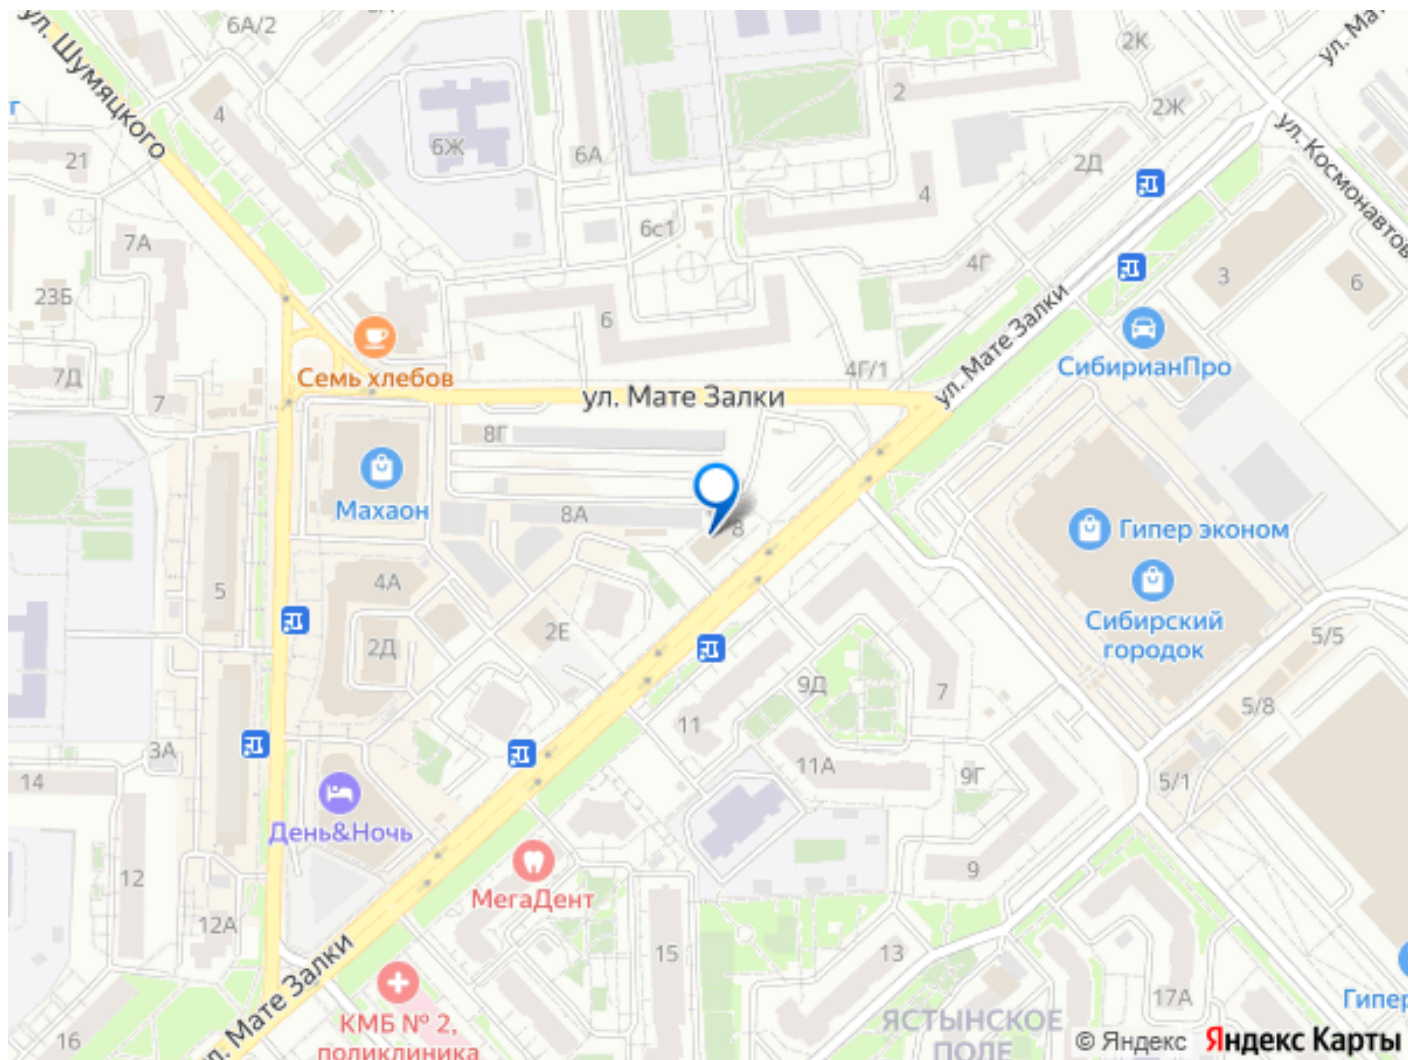 6А/2
2К
ул. Мат
ул. Шумяцкого
г
4
2
2Ж
ул. Космонавтов
6Ж
6А
2Д
21
4
6с1
7А
4Г
3
6
23Б
6
ул. Мате Залки
СибирианПро
Семь хлебов
4Г/1
7Д
7
ул. Мате Залки
8Г
Махаон
8А
8
Гипер эконом
4А
5
Сибирский
городок
2Е
2Д
5/5
9Д
7
5/8
11
3А
11А
9Г
5/1
14
День&Ночь
МегаДент
9
12
12А
15
13
ул. Мате Залки
17А
Гипер
КМБ № 2,
поликлиника
ЯСТЫНСКОЕ
ПОЛЕ
16
© Яндекс Яндекс Карты